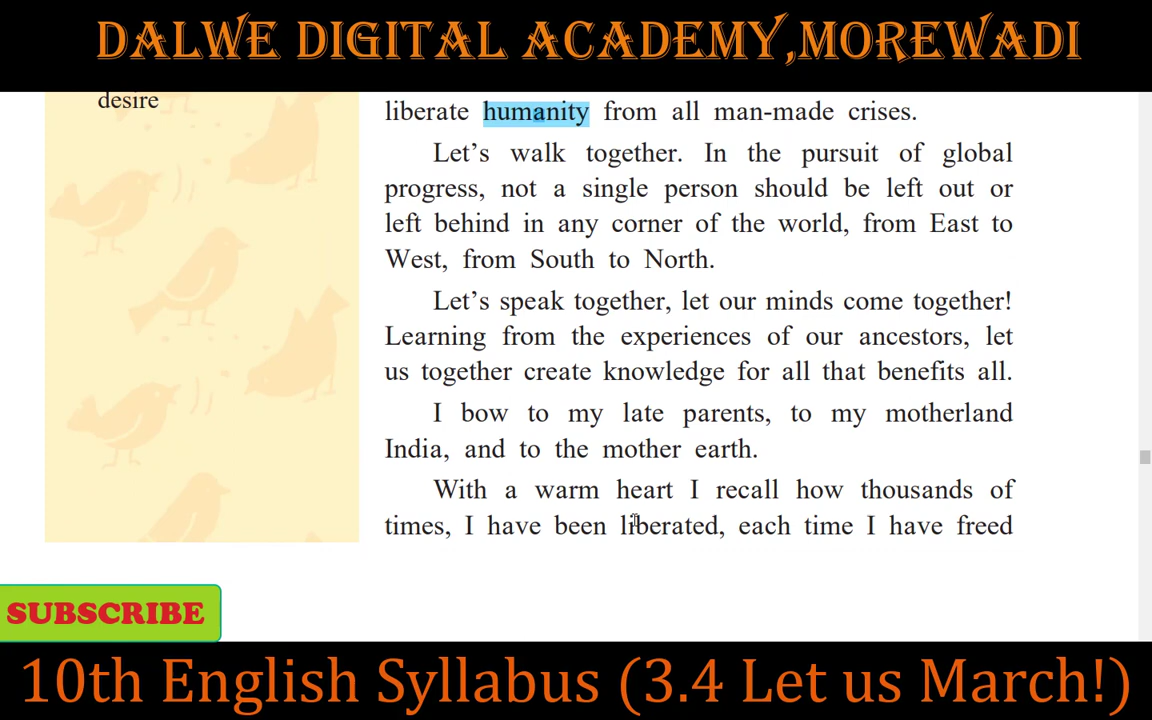 DALWE DIGITAL ACADEMY,MOREWADI
desire
liberate humanity from all man-made crises.
Let's walk together. In the pursuit of global
progress, not a single person should be left out or
left behind in any corner of the world, from East to
West, from South to North.
Let's speak together, let our minds come together!
Learning from the experiences of our ancestors, let
us together create knowledge for all that benefits all.
I bow to my late parents, to my motherland
India, and to the mother earth.
With a warm heart I recall how thousands of
times, I have been liberated, each time I have freed
SUBSCRIBE
10th English Syllabus (3.4 Let us March!)